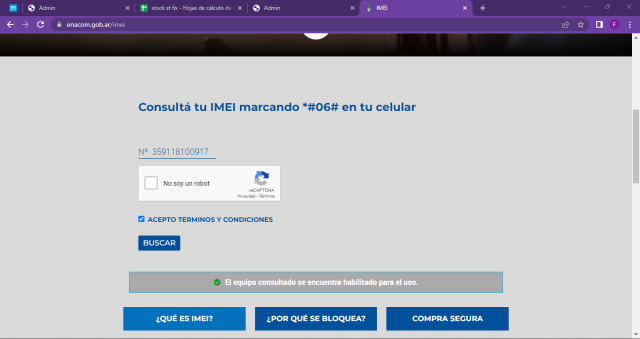 Admin
stock st fix - Hojas de cálculo de
Admin
IMEI
enacom.gob.ar/imei
F
Consultá tu IMEI marcando *#06# en tu celular
Nº 359118100917
No soy un robot
reCAPTCHA
Privacidad - Términos
ACEPTO TERMINOS Y CONDICIONES
BUSCAR
El equipo consultado se encuentra habilitado para el uso.
¿QUÉ ES IMEI?
¿POR QUÉ SE BLOQUEA?
COMPRA SEGURA